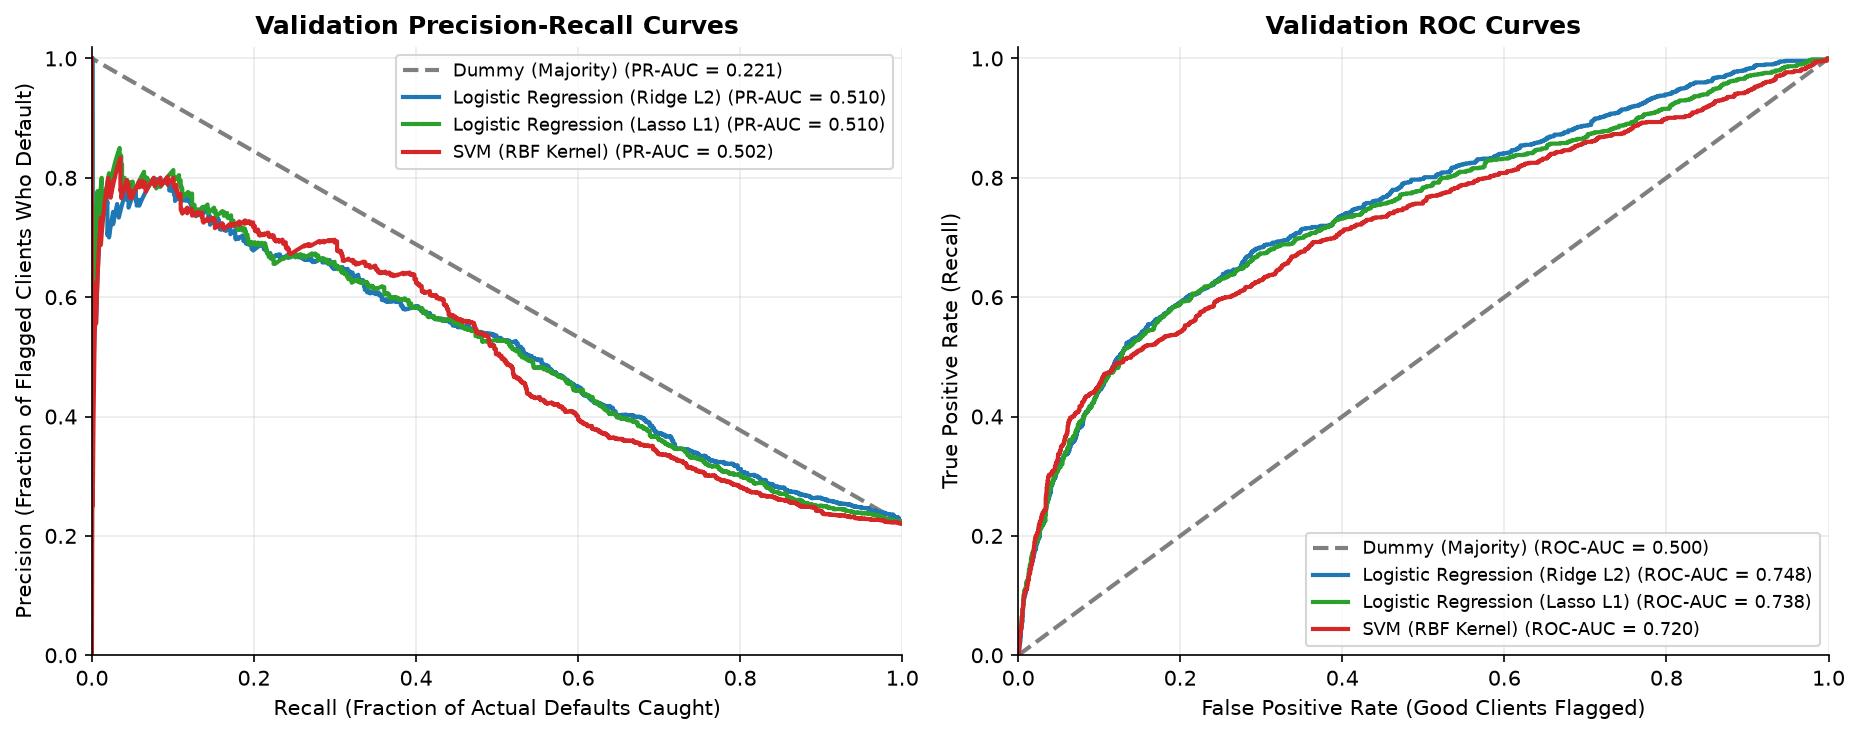 Validation Precision-Recall Curves
Precision (Fraction of Flagged Clients Who Default)
1.0
0.8
0.6
0.4
0.2
0.0
Dummy (Majority) (PR-AUC = 0.221)
Logistic Regression (Ridge L2) (PR-AUC = 0.510)
Logistic Regression (Lasso L1) (PR-AUC = 0.510)
SVM (RBF Kernel) (PR-AUC = 0.502)
0.0 0.2 0.4 0.6 0.8 1.0
Recall (Fraction of Actual Defaults Caught)
Validation ROC Curves
True Positive Rate (Recall)
1.0
0.8
0.6
0.4
0.2
0.0
Dummy (Majority) (ROC-AUC = 0.500)
Logistic Regression (Ridge L2) (ROC-AUC = 0.748)
Logistic Regression (Lasso L1) (ROC-AUC = 0.738)
SVM (RBF Kernel) (ROC-AUC = 0.720)
0.0 0.2 0.4 0.6 0.8 1.0
False Positive Rate (Good Clients Flagged)